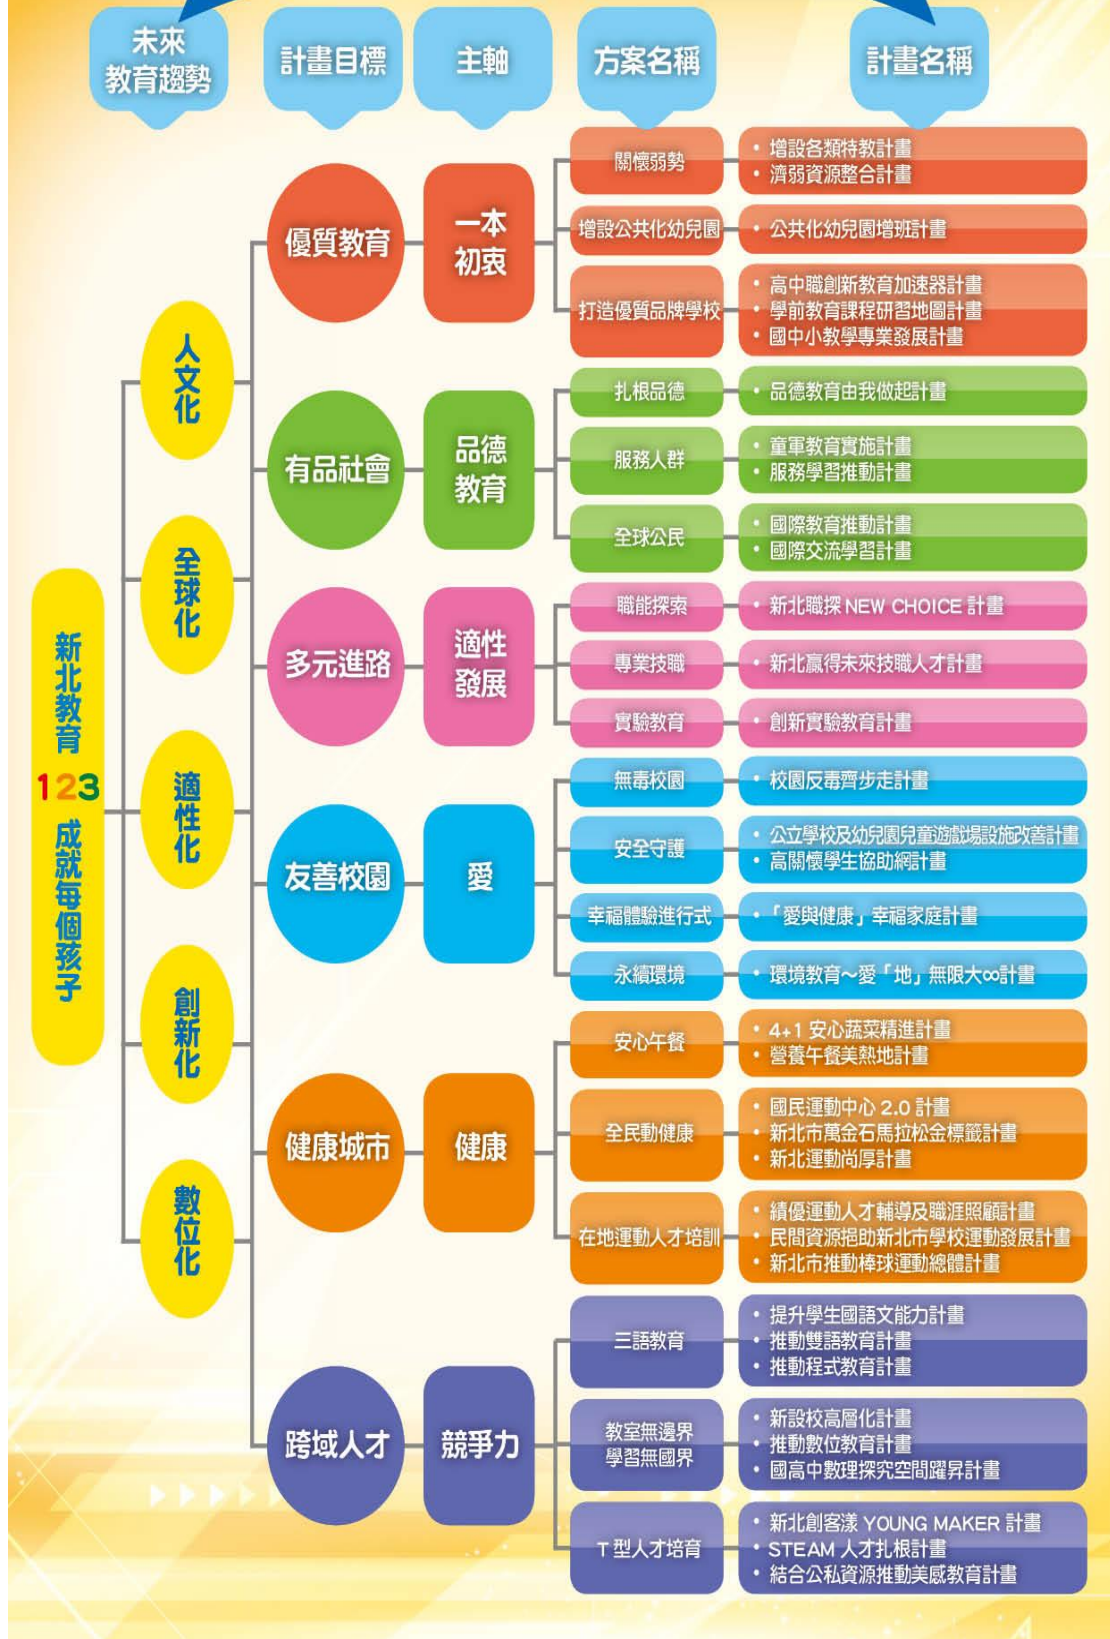 未來
教育趨勢
計畫目標
主軸
方案名稱
計畫名稱
新北教育
123
成就每個孩子
人文化
全球化
適性化
創新化
數位化
優質教育
一本
初衷
關懷弱勢
• 增設各類特教計畫
• 濟弱資源整合計畫
增設公共化幼兒園
• 公共化幼兒園增班計畫
打造優質品牌學校
• 高中職創新教育加速器計畫
• 學前教育課程研習地圖計畫
• 國中小教學專業發展計畫
有品社會
品德
教育
扎根品德
• 品德教育由我做起計畫
服務人群
• 童軍教育實施計畫
• 服務學習推動計畫
全球公民
• 國際教育推動計畫
• 國際交流學習計畫
多元進路
適性
發展
職能探索
• 新北職探 NEW CHOICE 計畫
專業技職
• 新北贏得未來技職人才計畫
實驗教育
• 創新實驗教育計畫
友善校園
愛
無毒校園
• 校園反毒齊步走計畫
安全守護
• 公立學校及幼兒園兒童遊戲場設施改善計畫
• 高關懷學生協助網計畫
幸福體驗進行式
• 「愛與健康」幸福家庭計畫
永續環境
• 環境教育～愛「地」無限大∞計畫
健康城市
健康
安心午餐
• 4+1 安心蔬菜精進計畫
• 營養午餐美熱地計畫
全民動健康
• 國民運動中心 2.0 計畫
• 新北市萬金石馬拉松金標籤計畫
• 新北運動尚厚計畫
在地運動人才培訓
• 績優運動人才輔導及職涯照顧計畫
• 民間資源挹助新北市學校運動發展計畫
• 新北市推動棒球運動總體計畫
跨域人才
競爭力
三語教育
• 提升學生國語文能力計畫
• 推動雙語教育計畫
• 推動程式教育計畫
教室無邊界
學習無國界
• 新設校高層化計畫
• 推動數位教育計畫
• 國高中數理探究空間躍昇計畫
T 型人才培育
• 新北創客漾 YOUNG MAKER 計畫
• STEAM 人才扎根計畫
• 結合公私資源推動美感教育計畫